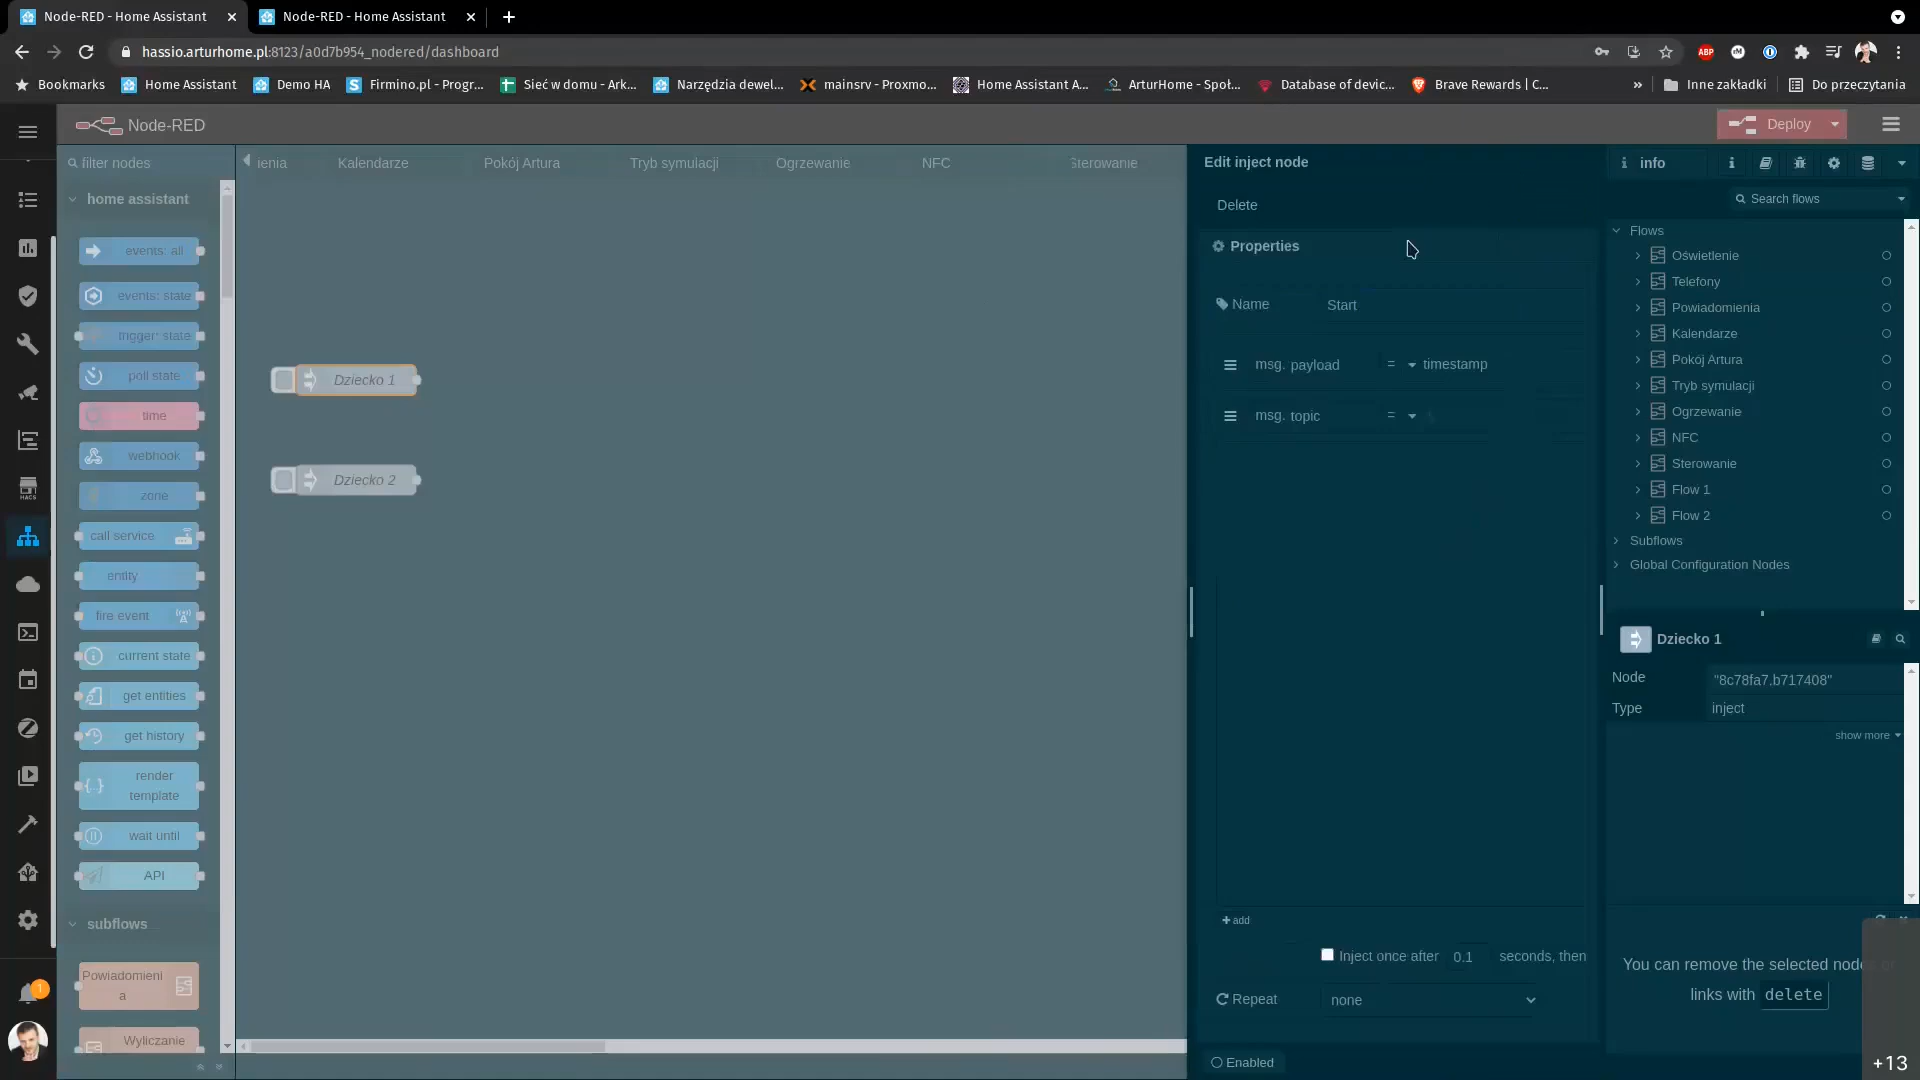 Node-RED - Home Assistant
Node-RED - Home Assistant
hassio.arturhome.pl:8123/a0d7b954_nodered/dashboard
ABP
Bookmarks
Home Assistant
Demo HA
Firmino.pl - Progr...
Sieć w domu - Ark...
Narzędzia dewel...
mainsrv - Proxmo...
Home Assistant A...
ArturHome - Społ...
Database of devic...
Brave Rewards | C...
»
Inne zakładki
Do przeczytania
Node-RED
Deploy
filter nodes
ienia
Kalendarze
Pokój Artura
Tryb symulacji
Ogrzewanie
NFC
Sterowanie
Edit inject node
info
home assistant
Delete
Search flows
events: all
Properties
Flows
Oświetlenie
events: state
Name
Start
Telefony
Powiadomienia
trigger: state
Kalendarze
msg. payload
=
timestamp
Pokój Artura
poll state
Dziecko 1
Tryb symulacji
time
msg. topic
=
Ogrzewanie
NFC
webhook
Sterowanie
Dziecko 2
Flow 1
zone
HACS
Flow 2
call service
Subflows
Global Configuration Nodes
entity
fire event
Dziecko 1
current state
Node
"8c78fa7.b717408"
get entities
Type
inject
get history
show more
render
template
wait until
API
subflows
+ add
Inject once after
0.1
seconds, then
You can remove the selected nodes or
links with delete
Powiadomieni
a
1
Repeat
none
Wyliczanie
Enabled
+13